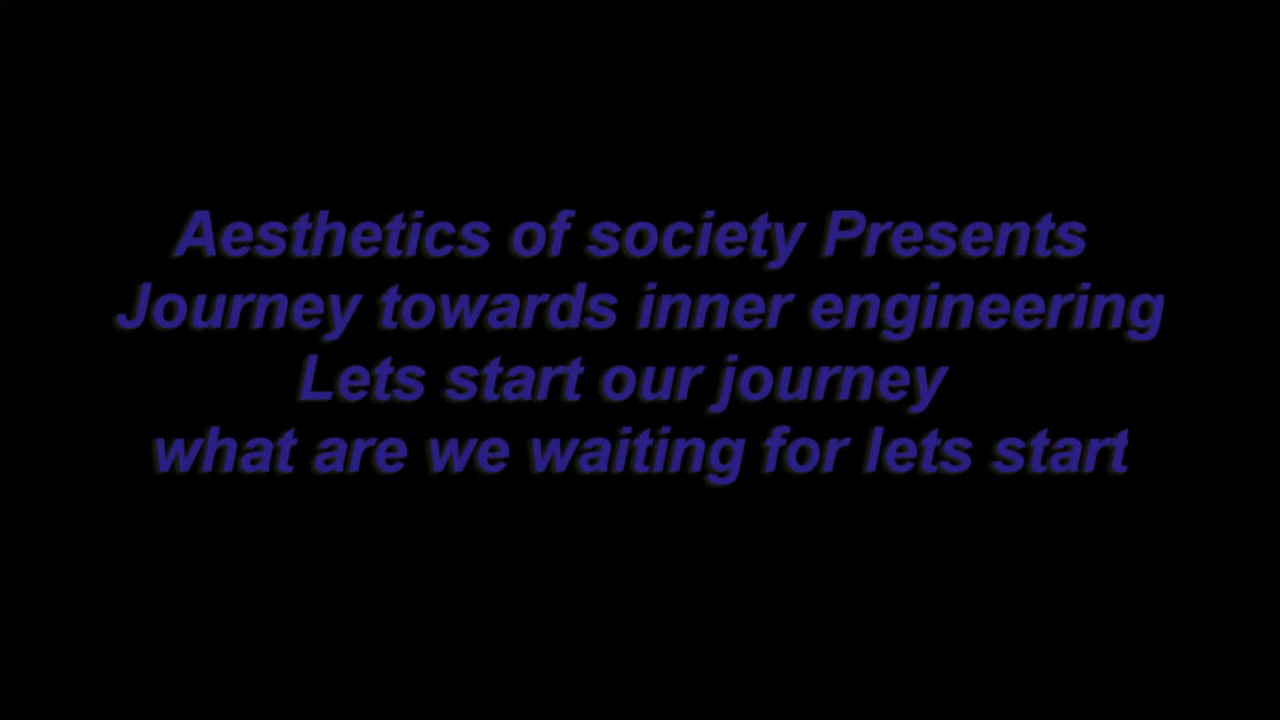 Aesthetics of society Presents
Journey towards inner engineering
Lets start our journey
what are we waiting for lets start